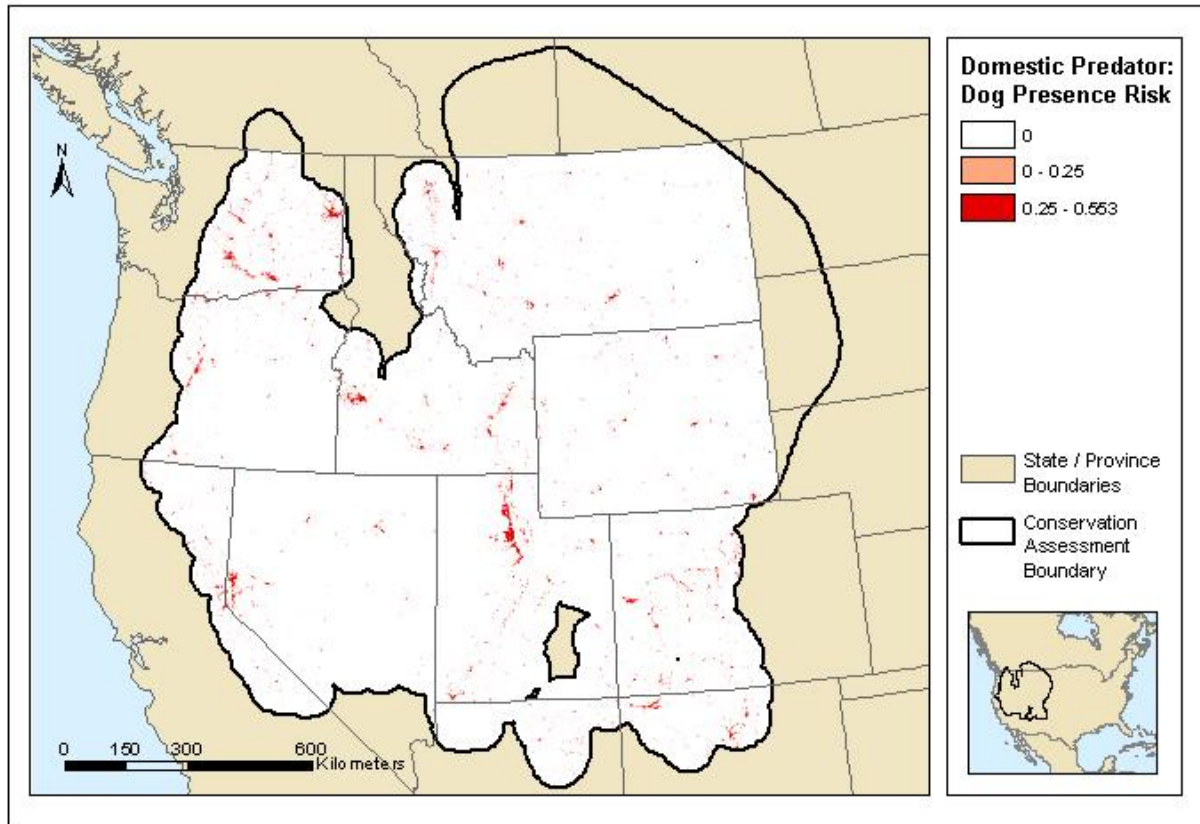 Domestic Predator:
Dog Presence Risk
0
0 - 0.25
0.25 - 0.553
State / Province
Boundaries
Conservation
Assessment
Boundary
N
0 150 300 600
Kilometers